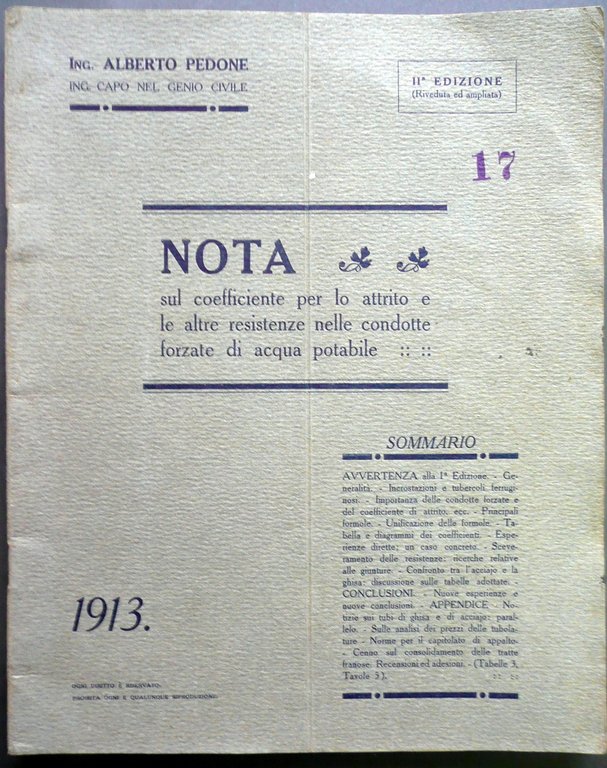 ING. ALBERTO PEDONE
ING. CAPO NEL GENIO CIVILE
IIª EDIZIONE
(Riveduta ed ampliata)
17
NOTA
sul coefficiente per lo attrito e
le altre resistenze nelle condotte
forzate di acqua potabile :: ::
SOMMARIO
AVVERTENZA alla Iª Edizione. - Ge-
neralità. - Incrostazioni e tubercoli ferrugi-
nosi. - Importanza delle condotte forzate e
del coefficiente di attrito, ecc. - Principali
formole. - Unificazione delle formole. - Ta-
bella e diagrammi dei coefficienti. - Espe-
rienze dirette; un caso concreto. - Sceve-
ramento delle resistenze; ricerche relative
alle giunture. - Confronto tra l'acciajo e la
ghisa: discussione sulle tabelle adottate. -
CONCLUSIONI. - Nuove esperienze e
nuove conclusioni. - APPENDICE - No-
tizie sui tubi di ghisa e di acciajo: paral-
lelo. - Sulle analisi dei prezzi delle tubola-
ture - Norme per il capitolato di appalto.
- Cenno sul consolidamento delle tratte
franose. Recensioni ed adesioni. - (Tabelle 3,
Tavole 5). :: ::
1913.
OGNI DIRITTO È RISERVATO.
PROIBITA OGNI E QUALUNQUE RIPRODUZIONE.